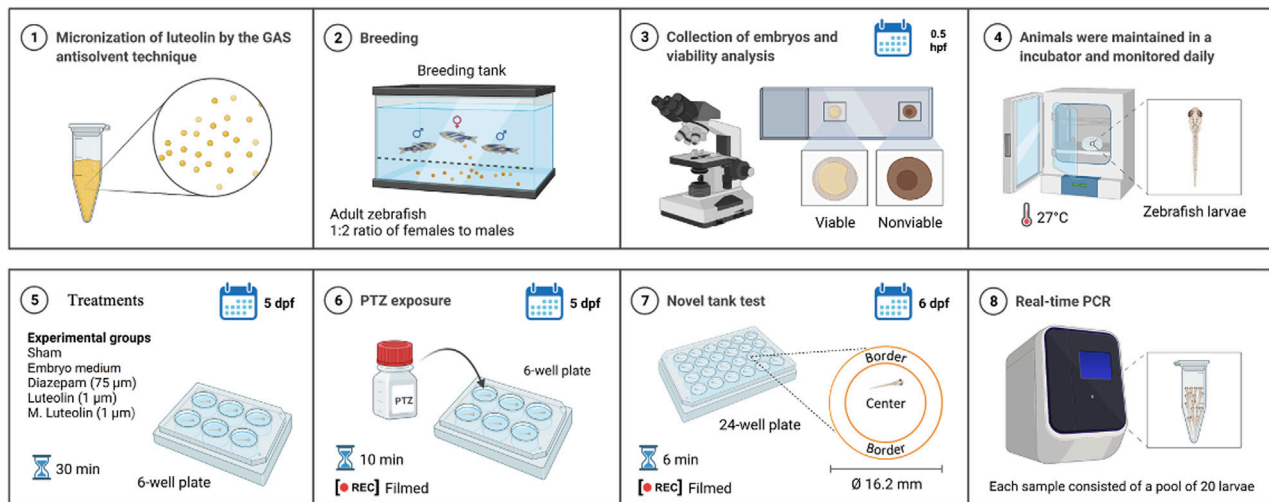 1 Micronization of luteolin by the GAS
antisolvent technique
2 Breeding
Breeding tank
♂ ♀ ♂
Adult zebrafish
1:2 ratio of females to males
3 Collection of embryos and
viability analysis
0.5
hpf
Viable
Nonviable
4 Animals were maintained in a
incubator and monitored daily
27°C
Zebrafish larvae
5 Treatments
5 dpf
Experimental groups
Sham
Embryo medium
Diazepam (75 µm)
Luteolin (1 µm)
M. Luteolin (1 µm)
30 min
6-well plate
6 PTZ exposure
5 dpf
6-well plate
PTZ
10 min
[● REC] Filmed
7 Novel tank test
6 dpf
Border
Center
Border
24-well plate
6 min
[● REC] Filmed
Ø 16.2 mm
8 Real-time PCR
Each sample consisted of a pool of 20 larvae